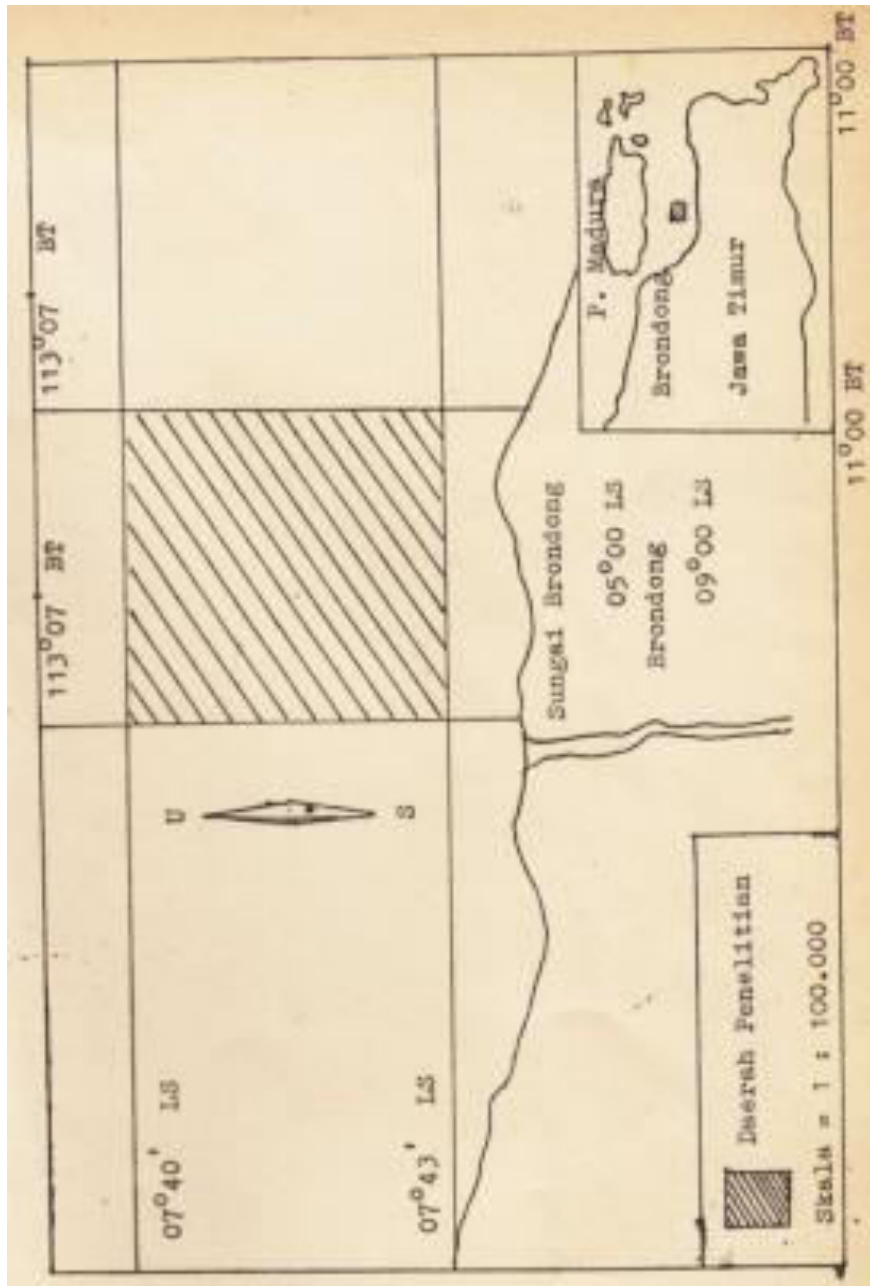 113°07' BT
113°07' BT
U
07°40' LS
S
07°43' LS
Sungai Brondong
05°00 LS
Brondong
09°00 LS
P. Madura
Brondong
Jawa Timur
11°00 BT
11°00 BT
Daerah Penelitian
Skala = 1 : 100.000